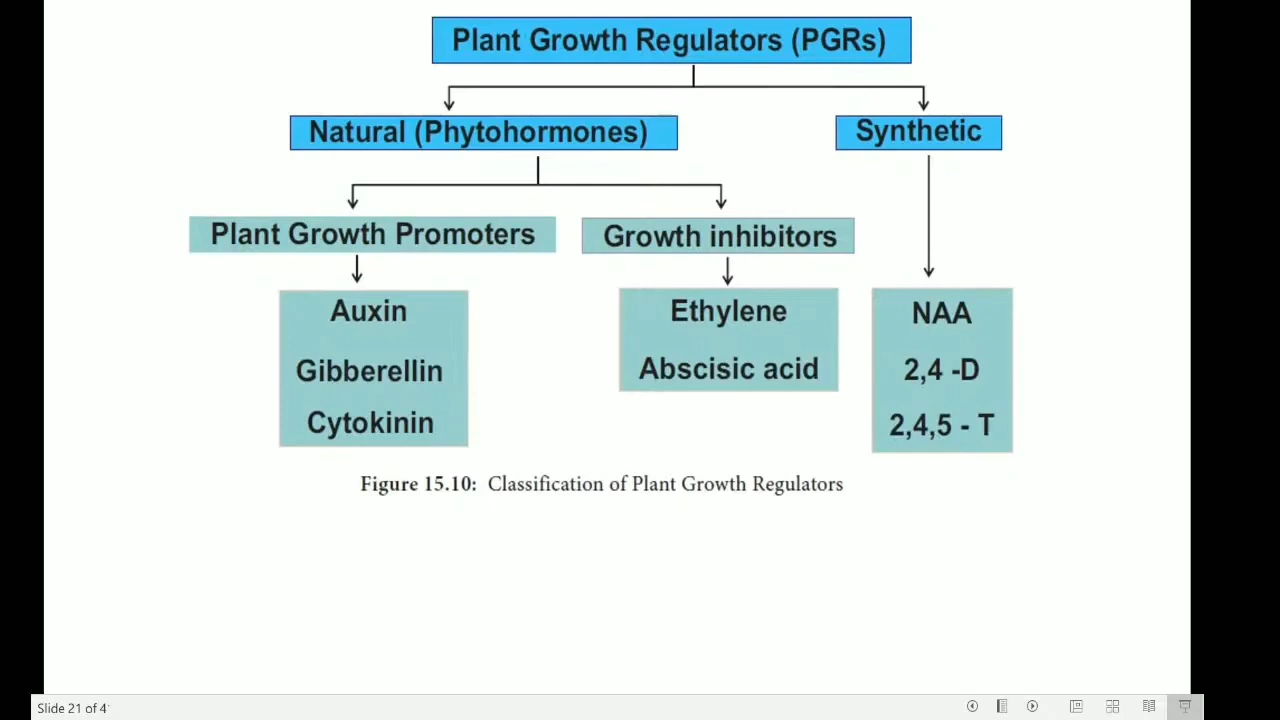 Plant Growth Regulators (PGRs)
Natural (Phytohormones)
Synthetic
Plant Growth Promoters
Growth inhibitors
Auxin
Gibberellin
Cytokinin
Ethylene
Abscisic acid
NAA
2,4 -D
2,4,5 - T
Figure 15.10: Classification of Plant Growth Regulators
Slide 21 of 4